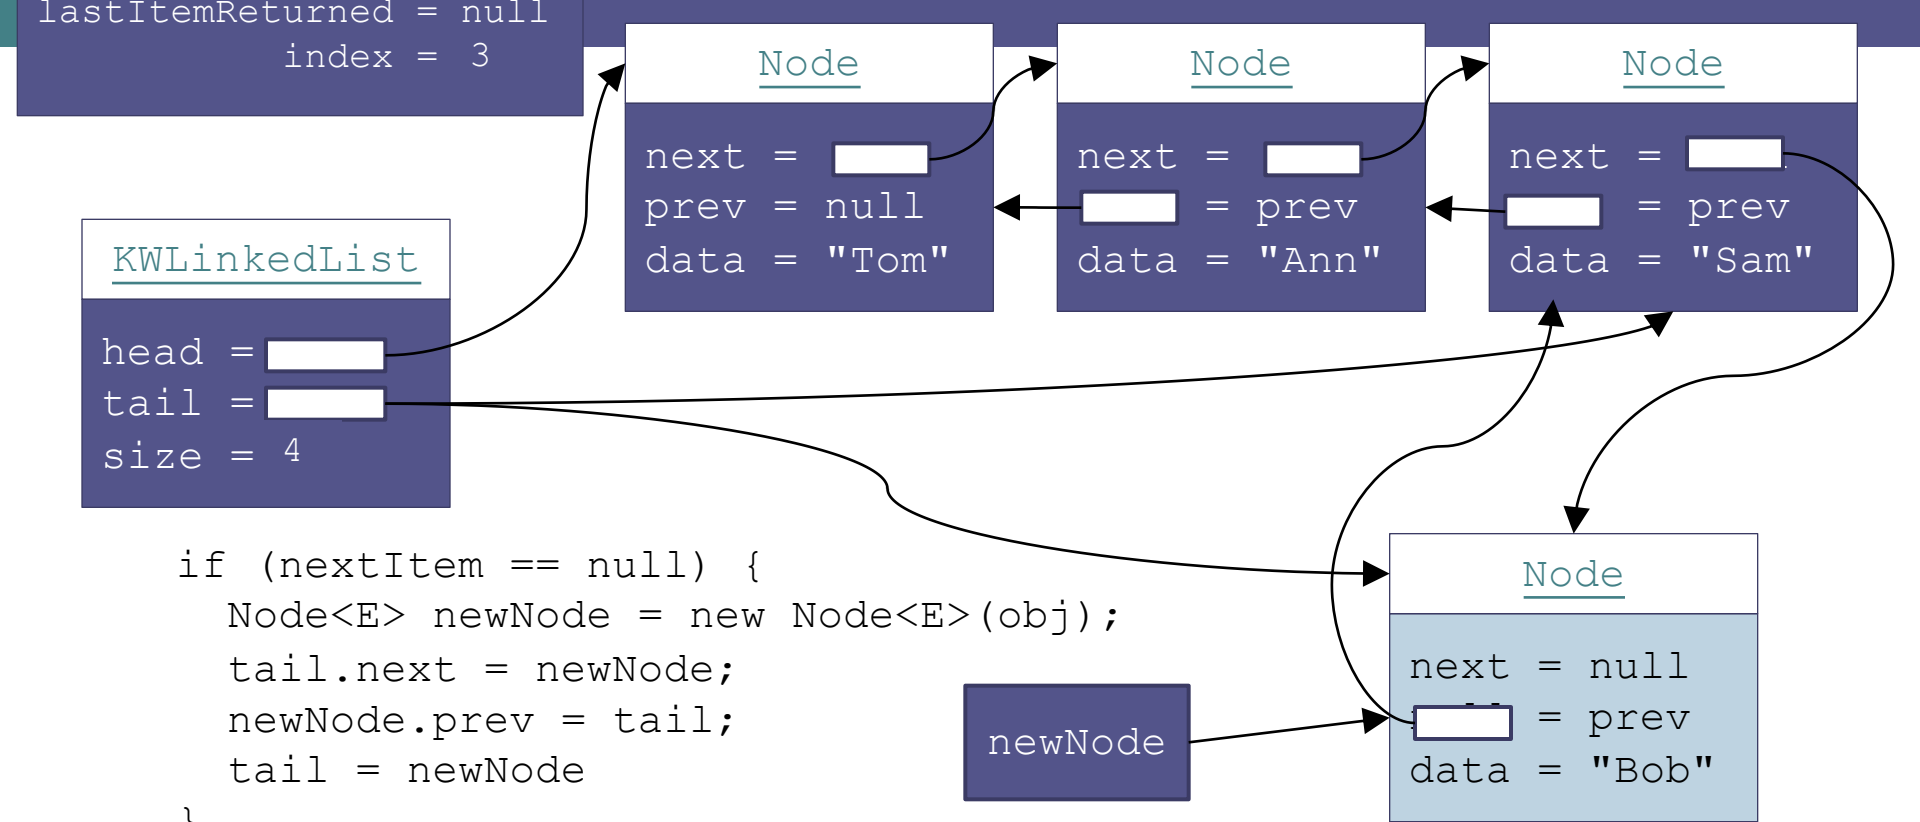 lastItemReturned = null
index = 3
Node
next =
prev = null
data = "Tom"
Node
next =
= prev
data = "Ann"
Node
next =
= prev
data = "Sam"
KWLinkedList
head =
tail =
size = 4
if (nextItem == null) {
Node<E> newNode = new Node<E>(obj);
tail.next = newNode;
newNode.prev = tail;
tail = newNode
}
newNode
Node
next = null
= prev
data = "Bob"